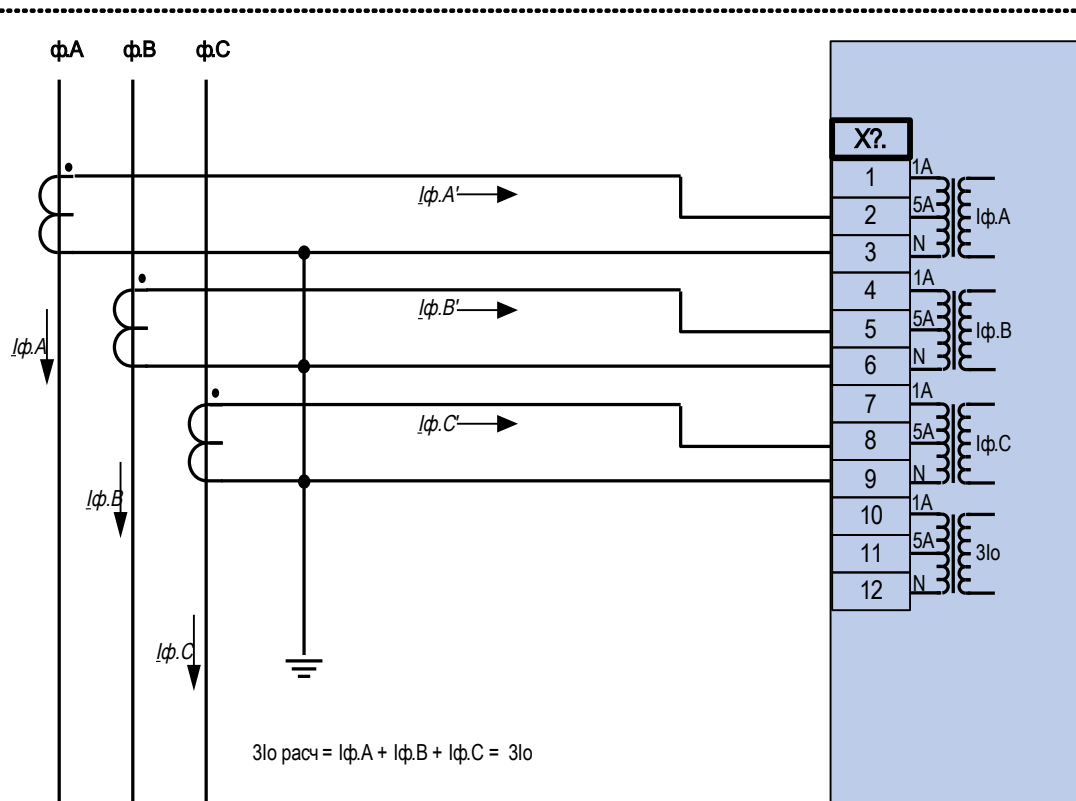 ф.А ф.В ф.С
X?.
1 1A
Iф.A'
2 5A Iф.A
3 N
4 1A
Iф.B'
5 5A Iф.B
Iф.A
6 N
7 1A
Iф.C'
8 5A Iф.C
9 N
Iф.B
10 1A
11 5A 3Io
12 N
Iф.C
3Io расч = Iф.A + Iф.B + Iф.C = 3Io